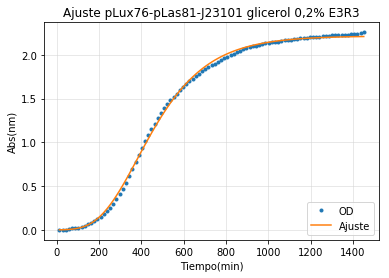 Ajuste pLux76-pLas81-J23101 glicerol 0,2% E3R3
Abs(nm)
2.0
1.5
1.0
0.5
0.0
0 200 400 600 800 1000 1200 1400
Tiempo(min)
OD
Ajuste